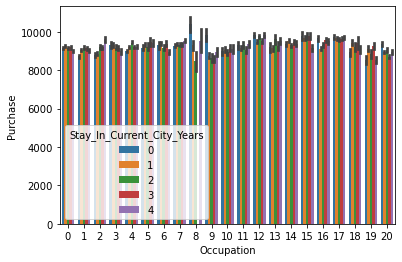 10000
8000
6000
4000
2000
0
Purchase
Stay_In_Current_City_Years
0
1
2
3
4
0 1 2 3 4 5 6 7 8 9 10 11 12 13 14 15 16 17 18 19 20
Occupation